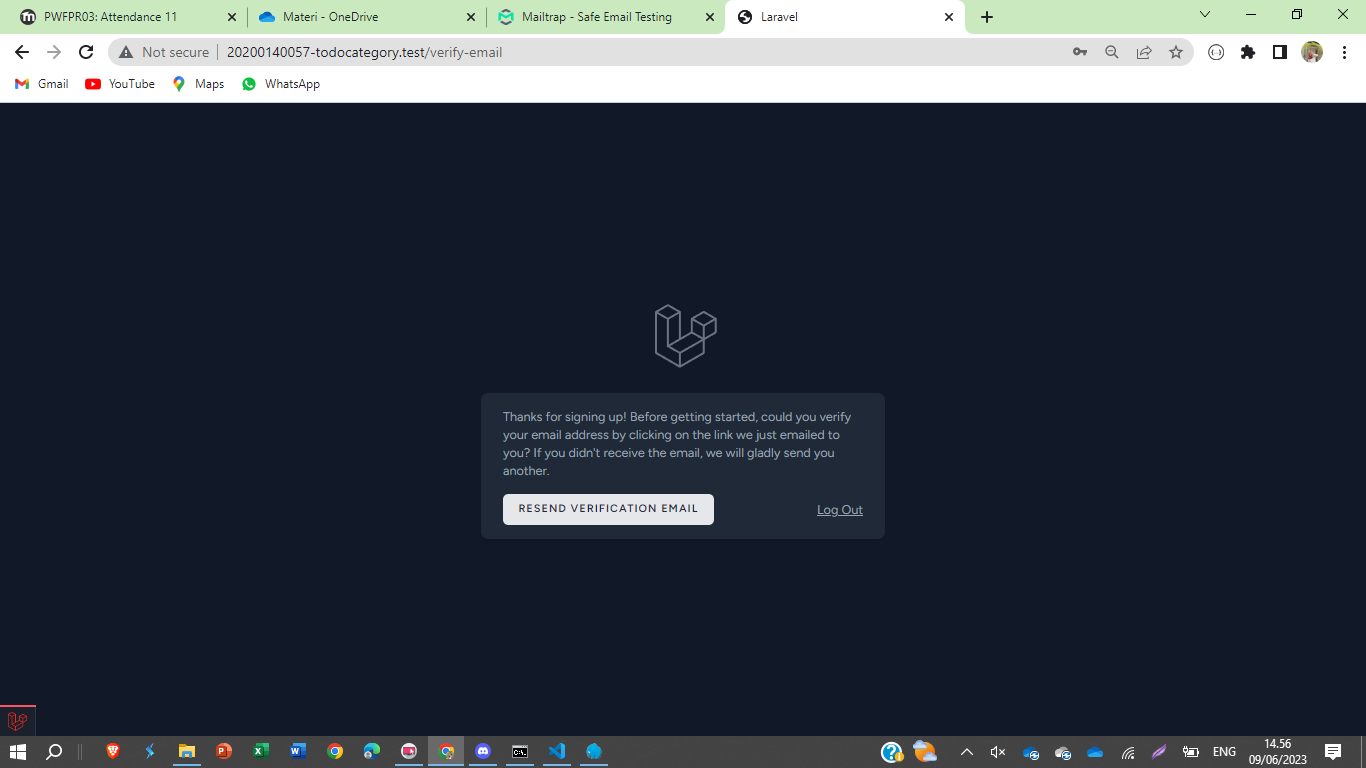 PWFPR03: Attendance 11
Materi - OneDrive
Mailtrap - Safe Email Testing
Laravel
Not secure
20200140057-todocategory.test/verify-email
Gmail
YouTube
Maps
WhatsApp
Thanks for signing up! Before getting started, could you verify
your email address by clicking on the link we just emailed to
you? If you didn't receive the email, we will gladly send you
another.
RESEND VERIFICATION EMAIL
Log Out
ENG
14.56
09/06/2023